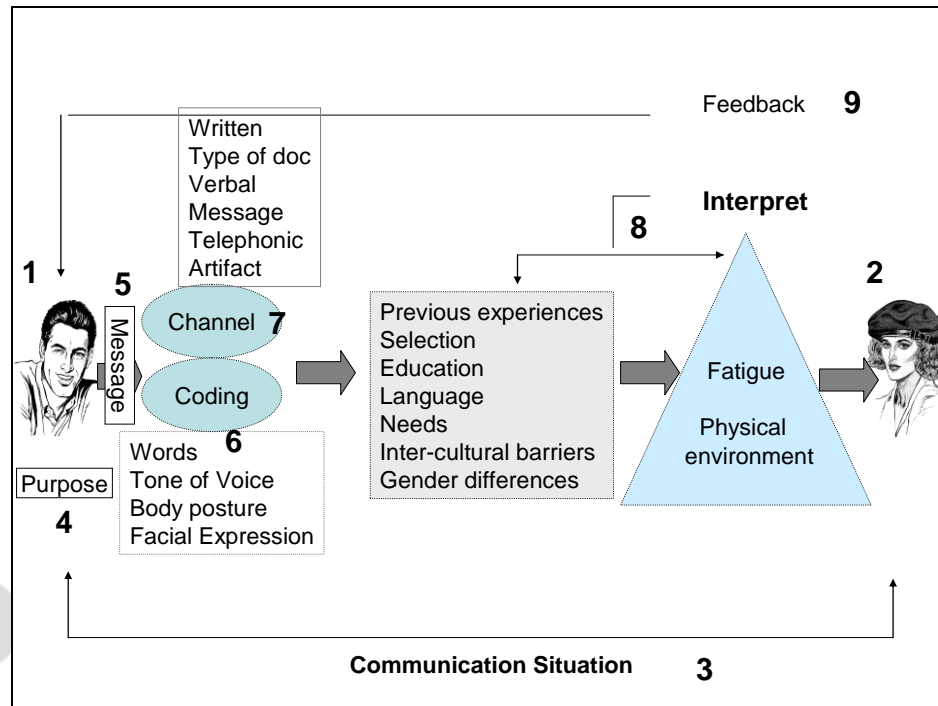 Feedback 9
Written
Type of doc
Verbal
Message
Telephonic
Artifact
Interpret
8
1
5
2
Message
Channel 7
Coding
6
Previous experiences
Selection
Education
Language
Needs
Inter-cultural barriers
Gender differences
Fatigue
Physical
environment
Words
Tone of Voice
Body posture
Facial Expression
Purpose
4
Communication Situation 3